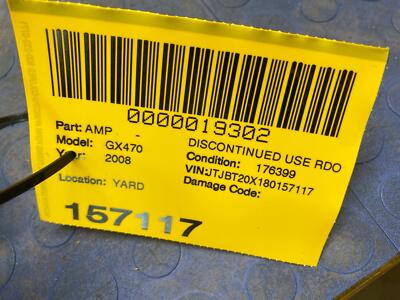 0000019302
Part: AMP -
DISCONTINUED USE RDO
Model: GX470
Condition: 176399
Year: 2008
VIN:JTJBT20X180157117
Damage Code:
Location: YARD
157117